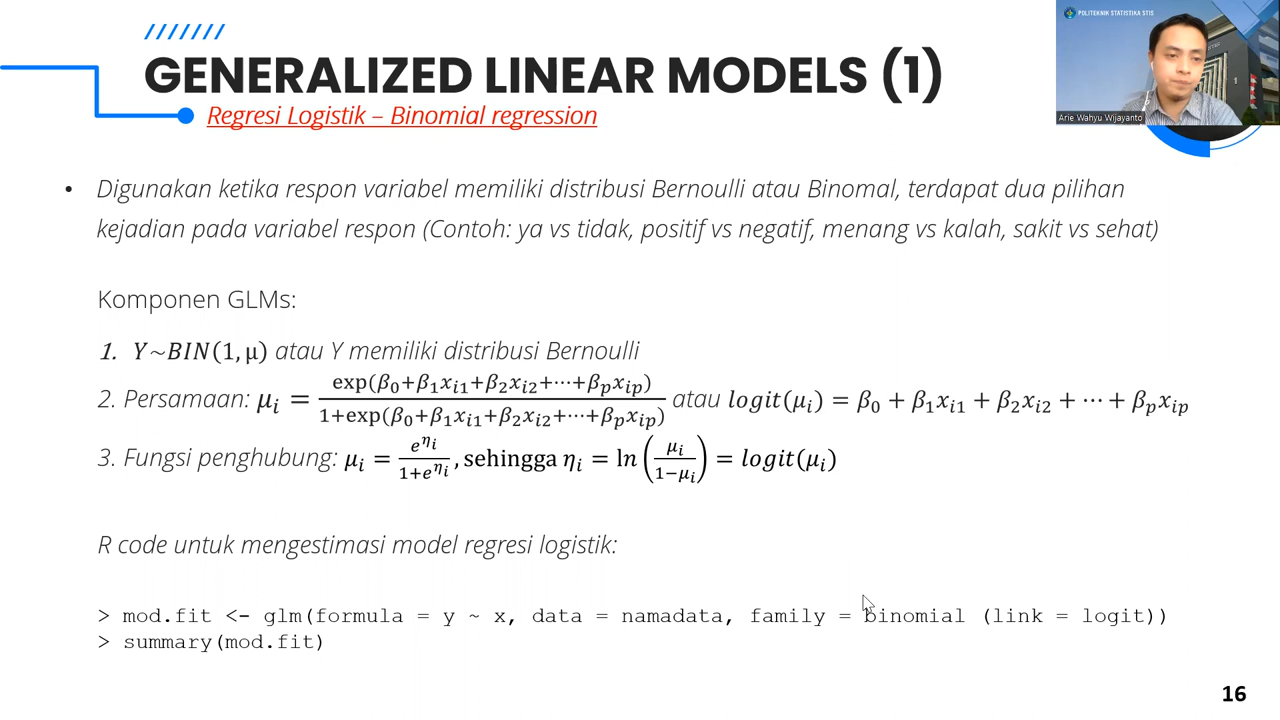 POLITEKNIK STATISTIKA STIS
Arie Wahyu Wijayanto
GENERALIZED LINEAR MODELS (1)
Regresi Logistik – Binomial regression
• Digunakan ketika respon variabel memiliki distribusi Bernoulli atau Binomal, terdapat dua pilihan
kejadian pada variabel respon (Contoh: ya vs tidak, positif vs negatif, menang vs kalah, sakit vs sehat)
Komponen GLMs:
1. Y~BIN(1, μ) atau Y memiliki distribusi Bernoulli
2. Persamaan: μᵢ = exp(β₀+β₁xᵢ₁+β₂xᵢ₂+⋯+βₚxᵢₚ) / 1+exp(β₀+β₁xᵢ₁+β₂xᵢ₂+⋯+βₚxᵢₚ) atau logit(μᵢ) = β₀ + β₁xᵢ₁ + β₂xᵢ₂ + ⋯ + βₚxᵢₚ
3. Fungsi penghubung: μᵢ = e^ηᵢ / 1+e^ηᵢ , sehingga ηᵢ = ln(μᵢ / 1−μᵢ) = logit(μᵢ)
R code untuk mengestimasi model regresi logistik:
> mod.fit <- glm(formula = y ~ x, data = namadata, family = binomial (link = logit))
> summary(mod.fit)
16